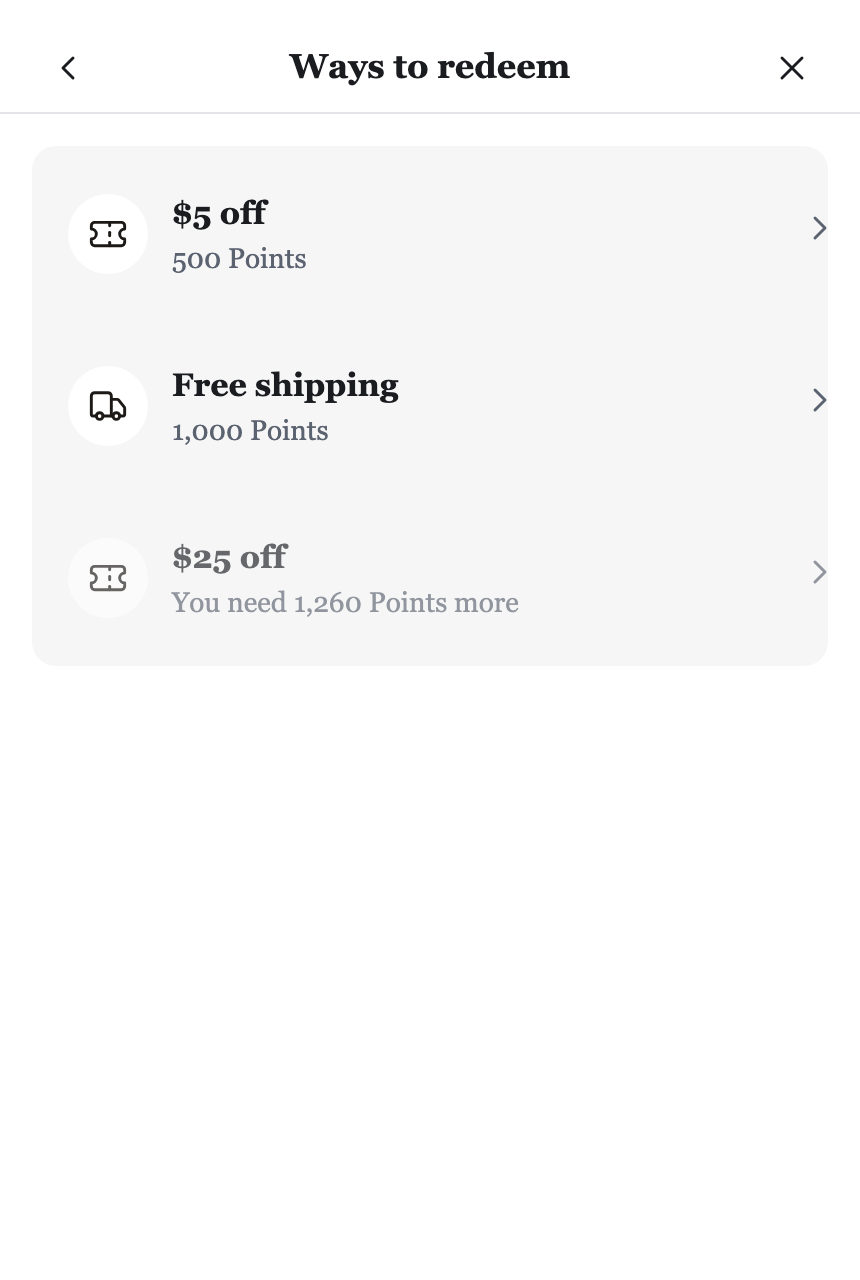 Ways to redeem
$5 off
500 Points
Free shipping
1,000 Points
$25 off
You need 1,260 Points more